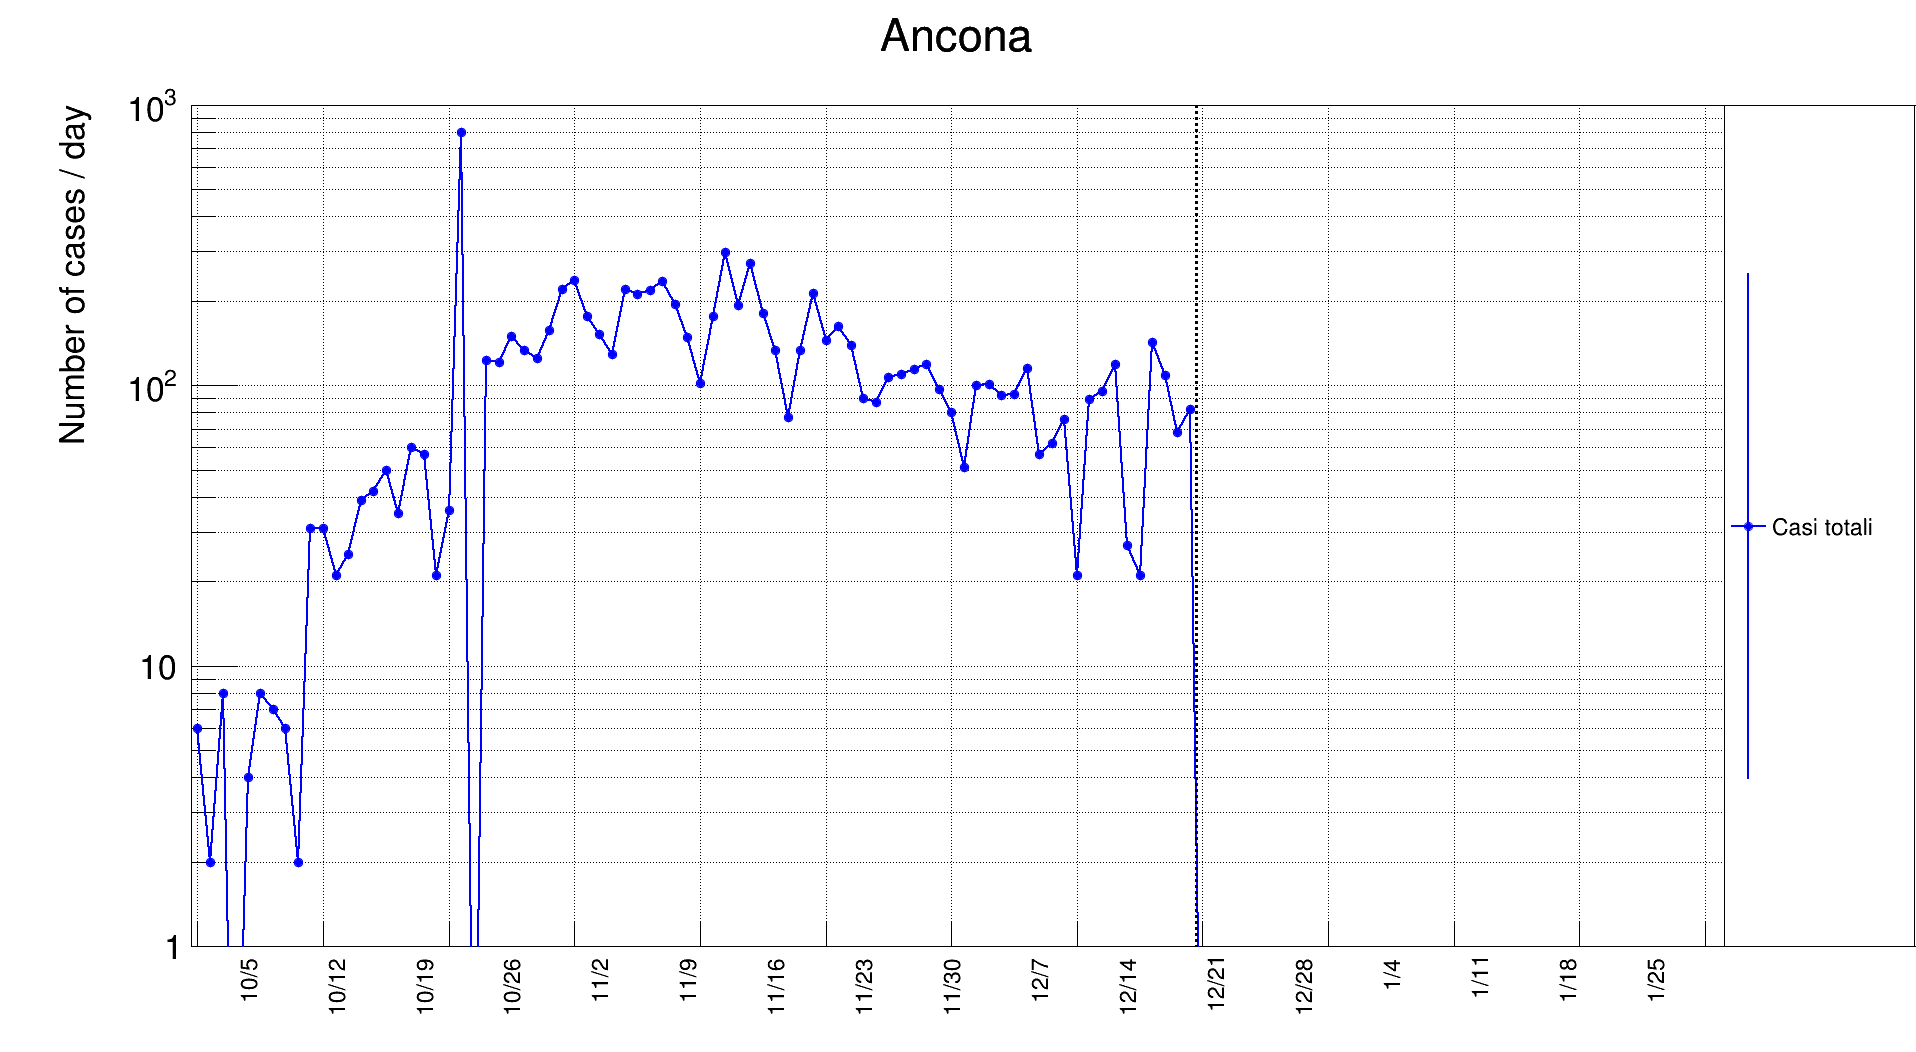 Ancona
Number of cases / day
10³
10²
10
1
10/5 10/12 10/19 10/26 11/2 11/9 11/16 11/23 11/30 12/7 12/14 12/21 12/28 1/4 1/11 1/18 1/25
Casi totali